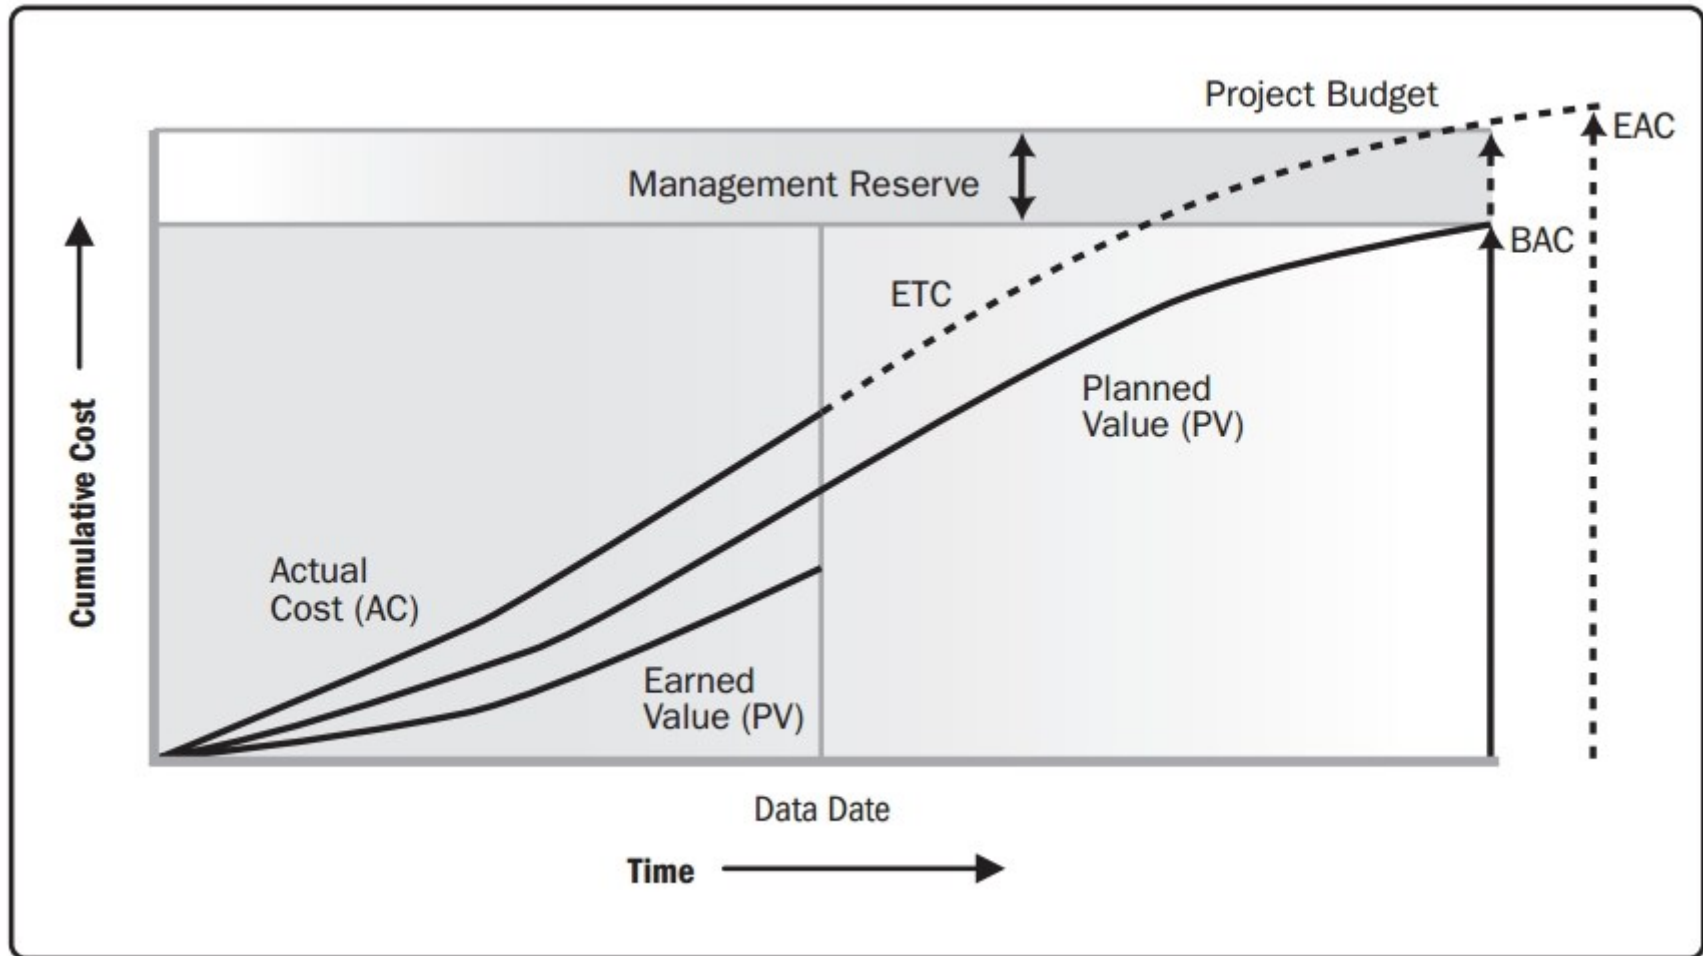 Project Budget
EAC
Management Reserve
BAC
ETC
Planned
Value (PV)
Cumulative Cost
Actual
Cost (AC)
Earned
Value (PV)
Data Date
Time